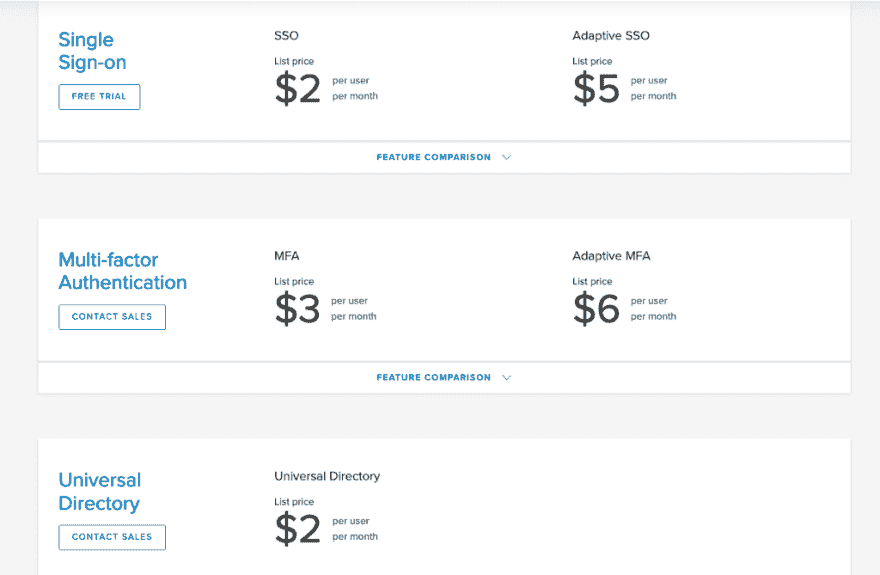 Single
Sign-on
FREE TRIAL
SSO
List price
$2 per user
per month
Adaptive SSO
List price
$5 per user
per month
FEATURE COMPARISON
Multi-factor
Authentication
CONTACT SALES
MFA
List price
$3 per user
per month
Adaptive MFA
List price
$6 per user
per month
FEATURE COMPARISON
Universal
Directory
CONTACT SALES
Universal Directory
List price
$2 per user
per month